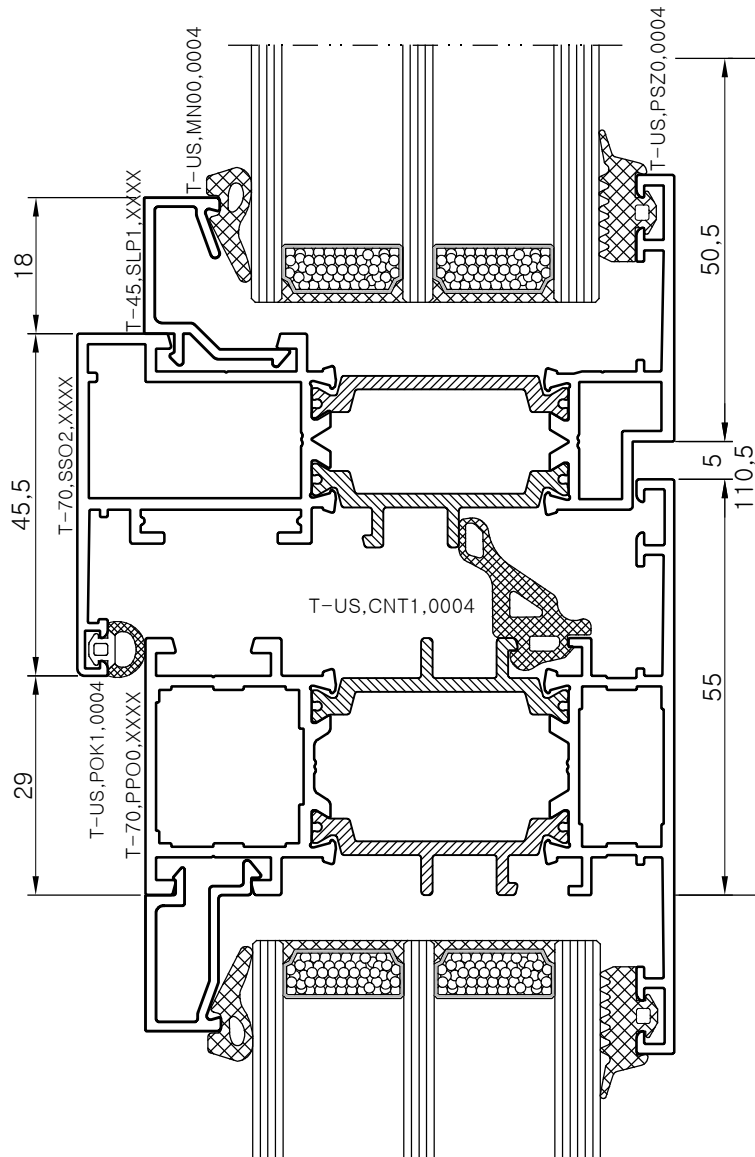 T-US,MN00,0004
T-US,PSZ0,0004
T-45,SLP1,XXXX
18
50,5
T-70,SSO2,XXXX
45,5
5
110,5
T-US,CNT1,0004
55
29
T-US,POK1,0004
T-70,PPO0,XXXX